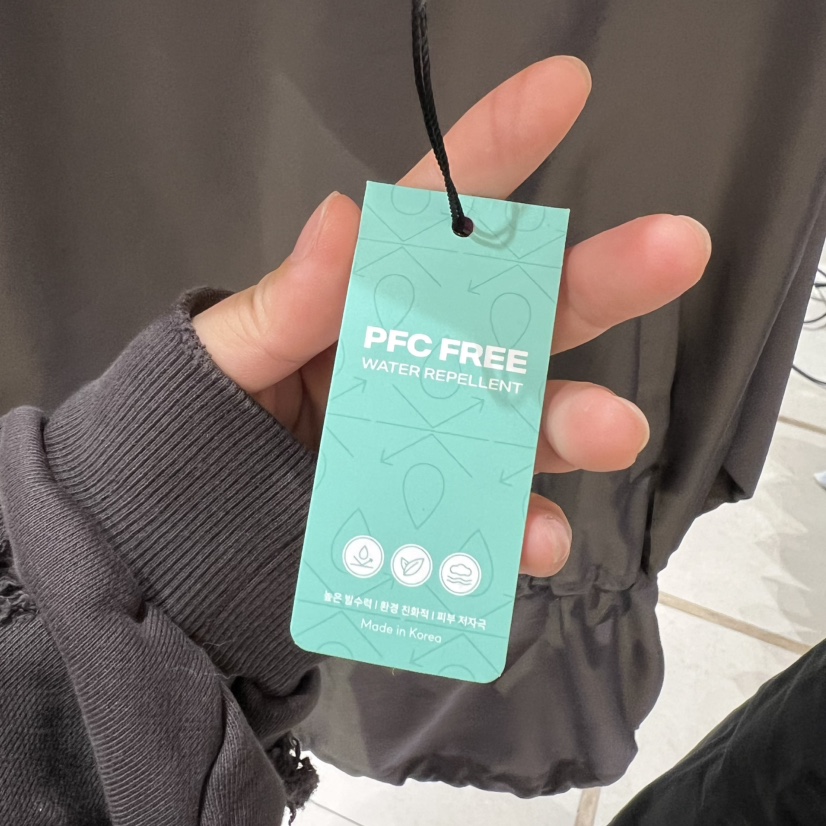 PFC FREE
WATER REPELLENT
높은 발수력 | 환경 친화적 | 피부 저자극
Made in Korea